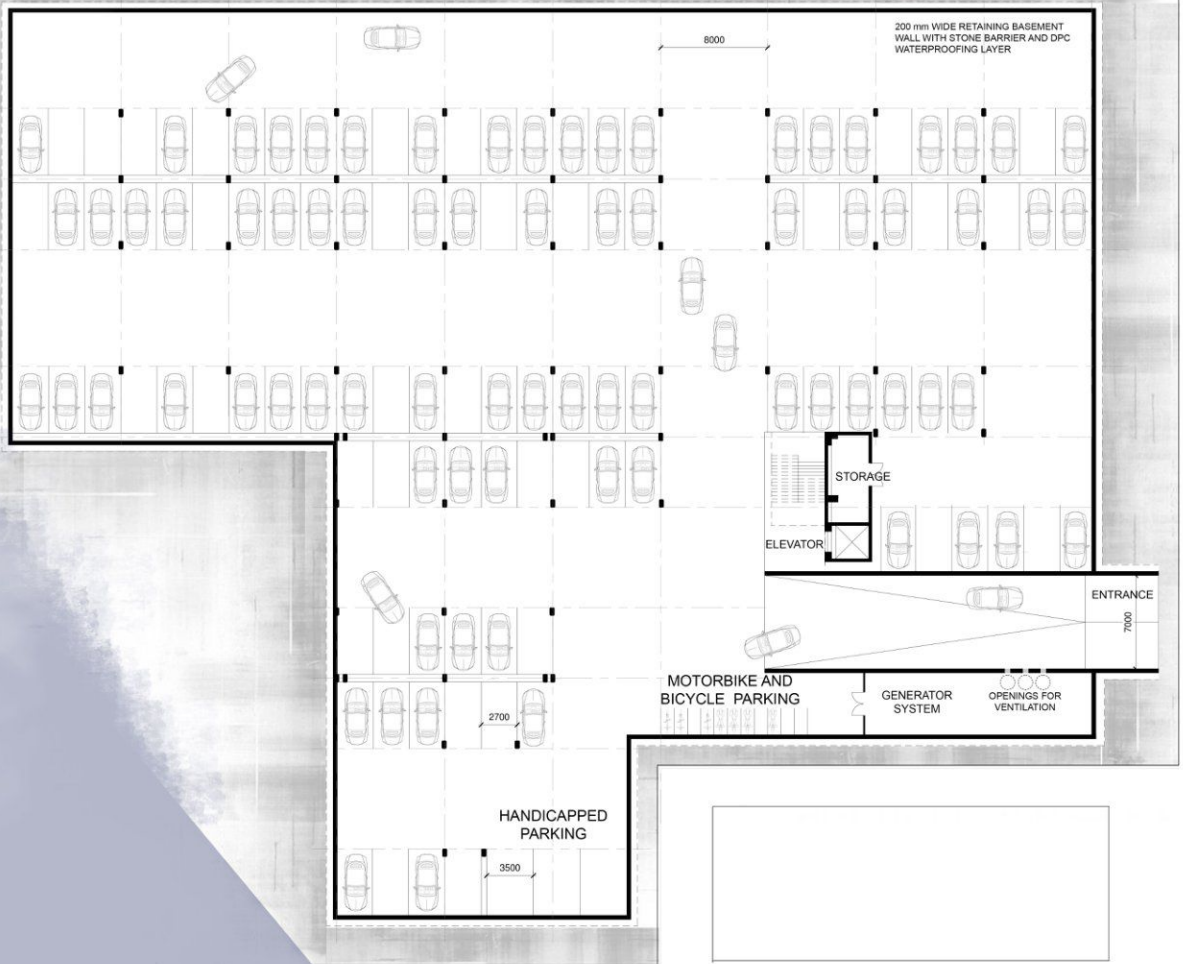 200 mm WIDE RETAINING BASEMENT
WALL WITH STONE BARRIER AND DPC
WATERPROOFING LAYER
8000
STORAGE
ELEVATOR
ENTRANCE
7000
MOTORBIKE AND
BICYCLE PARKING
GENERATOR
SYSTEM
OPENINGS FOR
VENTILATION
2700
HANDICAPPED
PARKING
3500